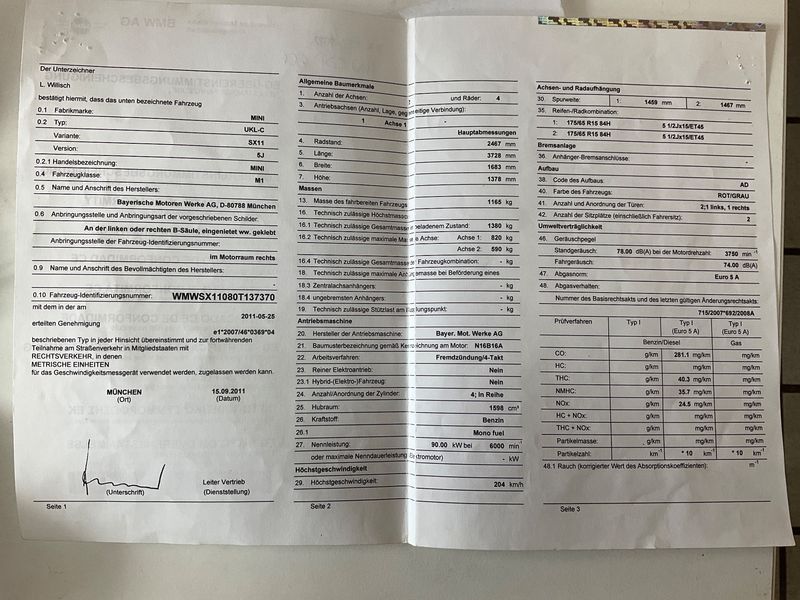 Der Unterzeichner
L. Willisch
bestätigt hiermit, dass das unten bezeichnete Fahrzeug
0.1 Fabrikmarke: MINI
0.2 Typ: UKL-C
Variante: SX11
Version: 5J
0.2.1 Handelsbezeichnung: MINI
0.4 Fahrzeugklasse: M1
0.5 Name und Anschrift des Herstellers:
Bayerische Motoren Werke AG, D-80788 München
0.6 Anbringungsstelle und Anbringungsart der vorgeschriebenen Schilder:
An der linken oder rechten B-Säule, eingenietet ww. geklebt
Anbringungsstelle der Fahrzeug-Identifizierungsnummer:
im Motorraum rechts
0.9 Name und Anschrift des Bevollmächtigten des Herstellers:
-
0.10 Fahrzeug-Identifizierungsnummer: WMWSX11080T137370
mit dem in der am
2011-05-25
erteilten Genehmigung
e1*2007/46*0369*04
beschriebenen Typ in jeder Hinsicht übereinstimmt und zur fortwährenden
Teilnahme am Straßenverkehr in Mitgliedstaaten mit
RECHTSVERKEHR, in denen
METRISCHE EINHEITEN
für das Geschwindigkeitsmessgerät verwendet werden, zugelassen werden kann.
MÜNCHEN 15.09.2011
(Ort) (Datum)
Leiter Vertrieb
(Unterschrift) (Dienststellung)
Seite 1
Allgemeine Baumerkmale
1. Anzahl der Achsen: und Räder: 4
3. Antriebsachsen (Anzahl, Lage, gegenseitige Verbindung):
1 Achse 1 -
Hauptabmessungen
4. Radstand: 2467 mm
5. Länge: 3728 mm
6. Breite: 1683 mm
7. Höhe: 1378 mm
Massen
13. Masse des fahrbereiten Fahrzeugs 1165 kg
16. Technisch zulässige Höchstmasse
16.1 Technisch zulässige Gesamtmasse beladenem Zustand: 1380 kg
16.2 Technisch zulässige maximale Achse: Achse 1: 820 kg
Achse 2: 590 kg
16.4 Technisch zulässige Gesamtmasse der Fahrzeugkombination: - kg
18. Technisch zulässige maximale masse bei Beförderung eines
18.3 Zentralachsanhängers: - kg
18.4 ungebremsten Anhängers: - kg
19. Technisch zulässige Stützlast am punkt: - kg
Antriebsmaschine
20. Hersteller der Antriebsmaschine: Bayer. Mot. Werke AG
21. Baumusterbezeichnung gemäß Kennzeichnung am Motor: N16B16A
22. Arbeitsverfahren: Fremdzündung/4-Takt
23. Reiner Elektroantrieb: Nein
23.1 Hybrid-(Elektro-)Fahrzeug: Nein
24. Anzahl/Anordnung der Zylinder: 4; In Reihe
25. Hubraum: 1598 cm³
26. Kraftstoff: Benzin
26.1 Mono fuel
27. Nennleistung: 90.00 kW bei 6000 min⁻¹
oder maximale Nenndauerleistung (Elektromotor) - kW
Höchstgeschwindigkeit
29. Höchstgeschwindigkeit: 204 km/h
Seite 2
Achsen- und Radaufhängung
30. Spurweite: 1: 1459 mm 2: 1467 mm
35. Reifen-/Radkombination:
1: 175/65 R15 84H 5 1/2Jx15/ET45
2: 175/65 R15 84H 5 1/2Jx15/ET45
Bremsanlage
36. Anhänger-Bremsanschlüsse: -
Aufbau
38. Code des Aufbaus: AD
40. Farbe des Fahrzeugs: ROT/GRAU
41. Anzahl und Anordnung der Türen: 2;1 links, 1 rechts
42. Anzahl der Sitzplätze (einschließlich Fahrersitz): 2
Umweltverträglichkeit
46. Geräuschpegel
Standgeräusch: 78.00 dB(A) bei der Motordrehzahl: 3750 min⁻¹
Fahrgeräusch: 74.00 dB(A)
47. Abgasnorm: Euro 5 A
48. Abgasverhalten:
Nummer des Basisrechtsakts und des letzten gültigen Änderungsrechtsakts.
715/2007*692/2008A
Prüfverfahren Typ I Typ I (Euro 5 A) Typ I (Euro 5 A)
Benzin/Diesel Gas
CO: g/km 281.1 mg/km mg/km
HC: g/km mg/km mg/km
THC: g/km 40.3 mg/km mg/km
NMHC: g/km 35.7 mg/km mg/km
NOx: g/km 24.5 mg/km mg/km
HC + NOx: g/km mg/km mg/km
THC + NOx: g/km mg/km mg/km
Partikelmasse: g/km mg/km mg/km
Partikelzahl: km⁻¹ * 10 km⁻¹ * 10 km⁻¹
48.1 Rauch (korrigierter Wert des Absorptionskoeffizienten): m⁻¹
Seite 3